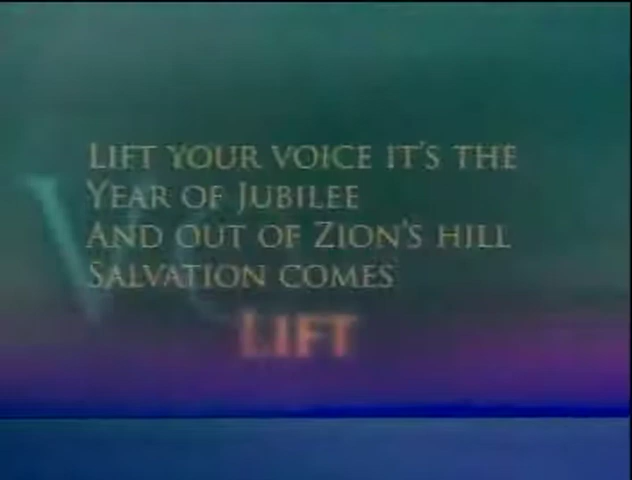 LIFT YOUR VOICE IT'S THE
YEAR OF JUBILEE
AND OUT OF ZION'S HILL
SALVATION COMES
LIFT